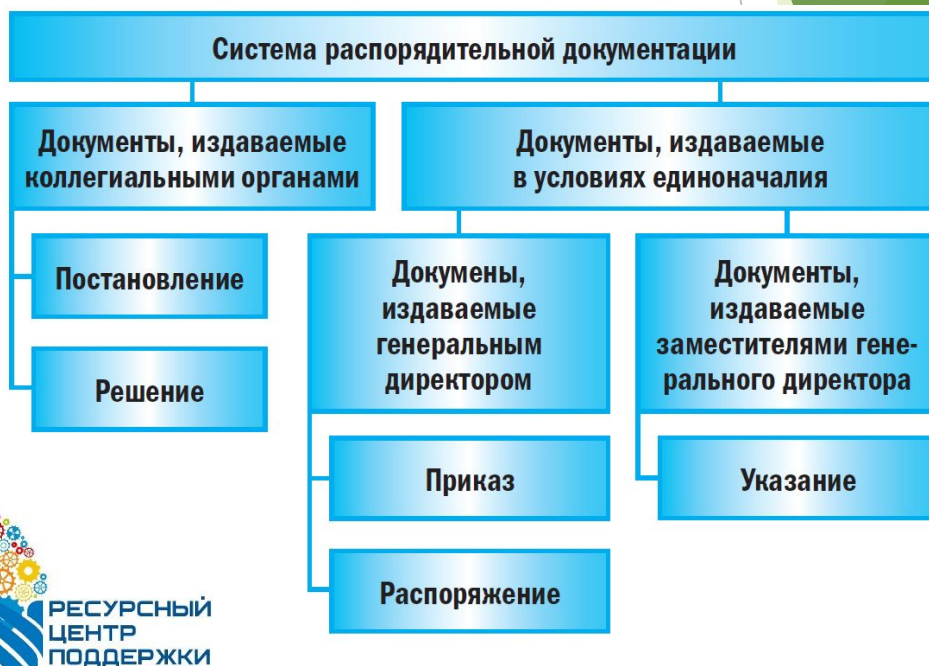 Система распорядительной документации
Документы, издаваемые
коллегиальными органами
Постановление
Решение
Документы, издаваемые
в условиях единоначалия
Докумены,
издаваемые
генеральным
директором
Приказ
Распоряжение
Документы,
издаваемые
заместителями гене-
рального директора
Указание
РЕСУРСНЫЙ
ЦЕНТР
ПОДДЕРЖКИ